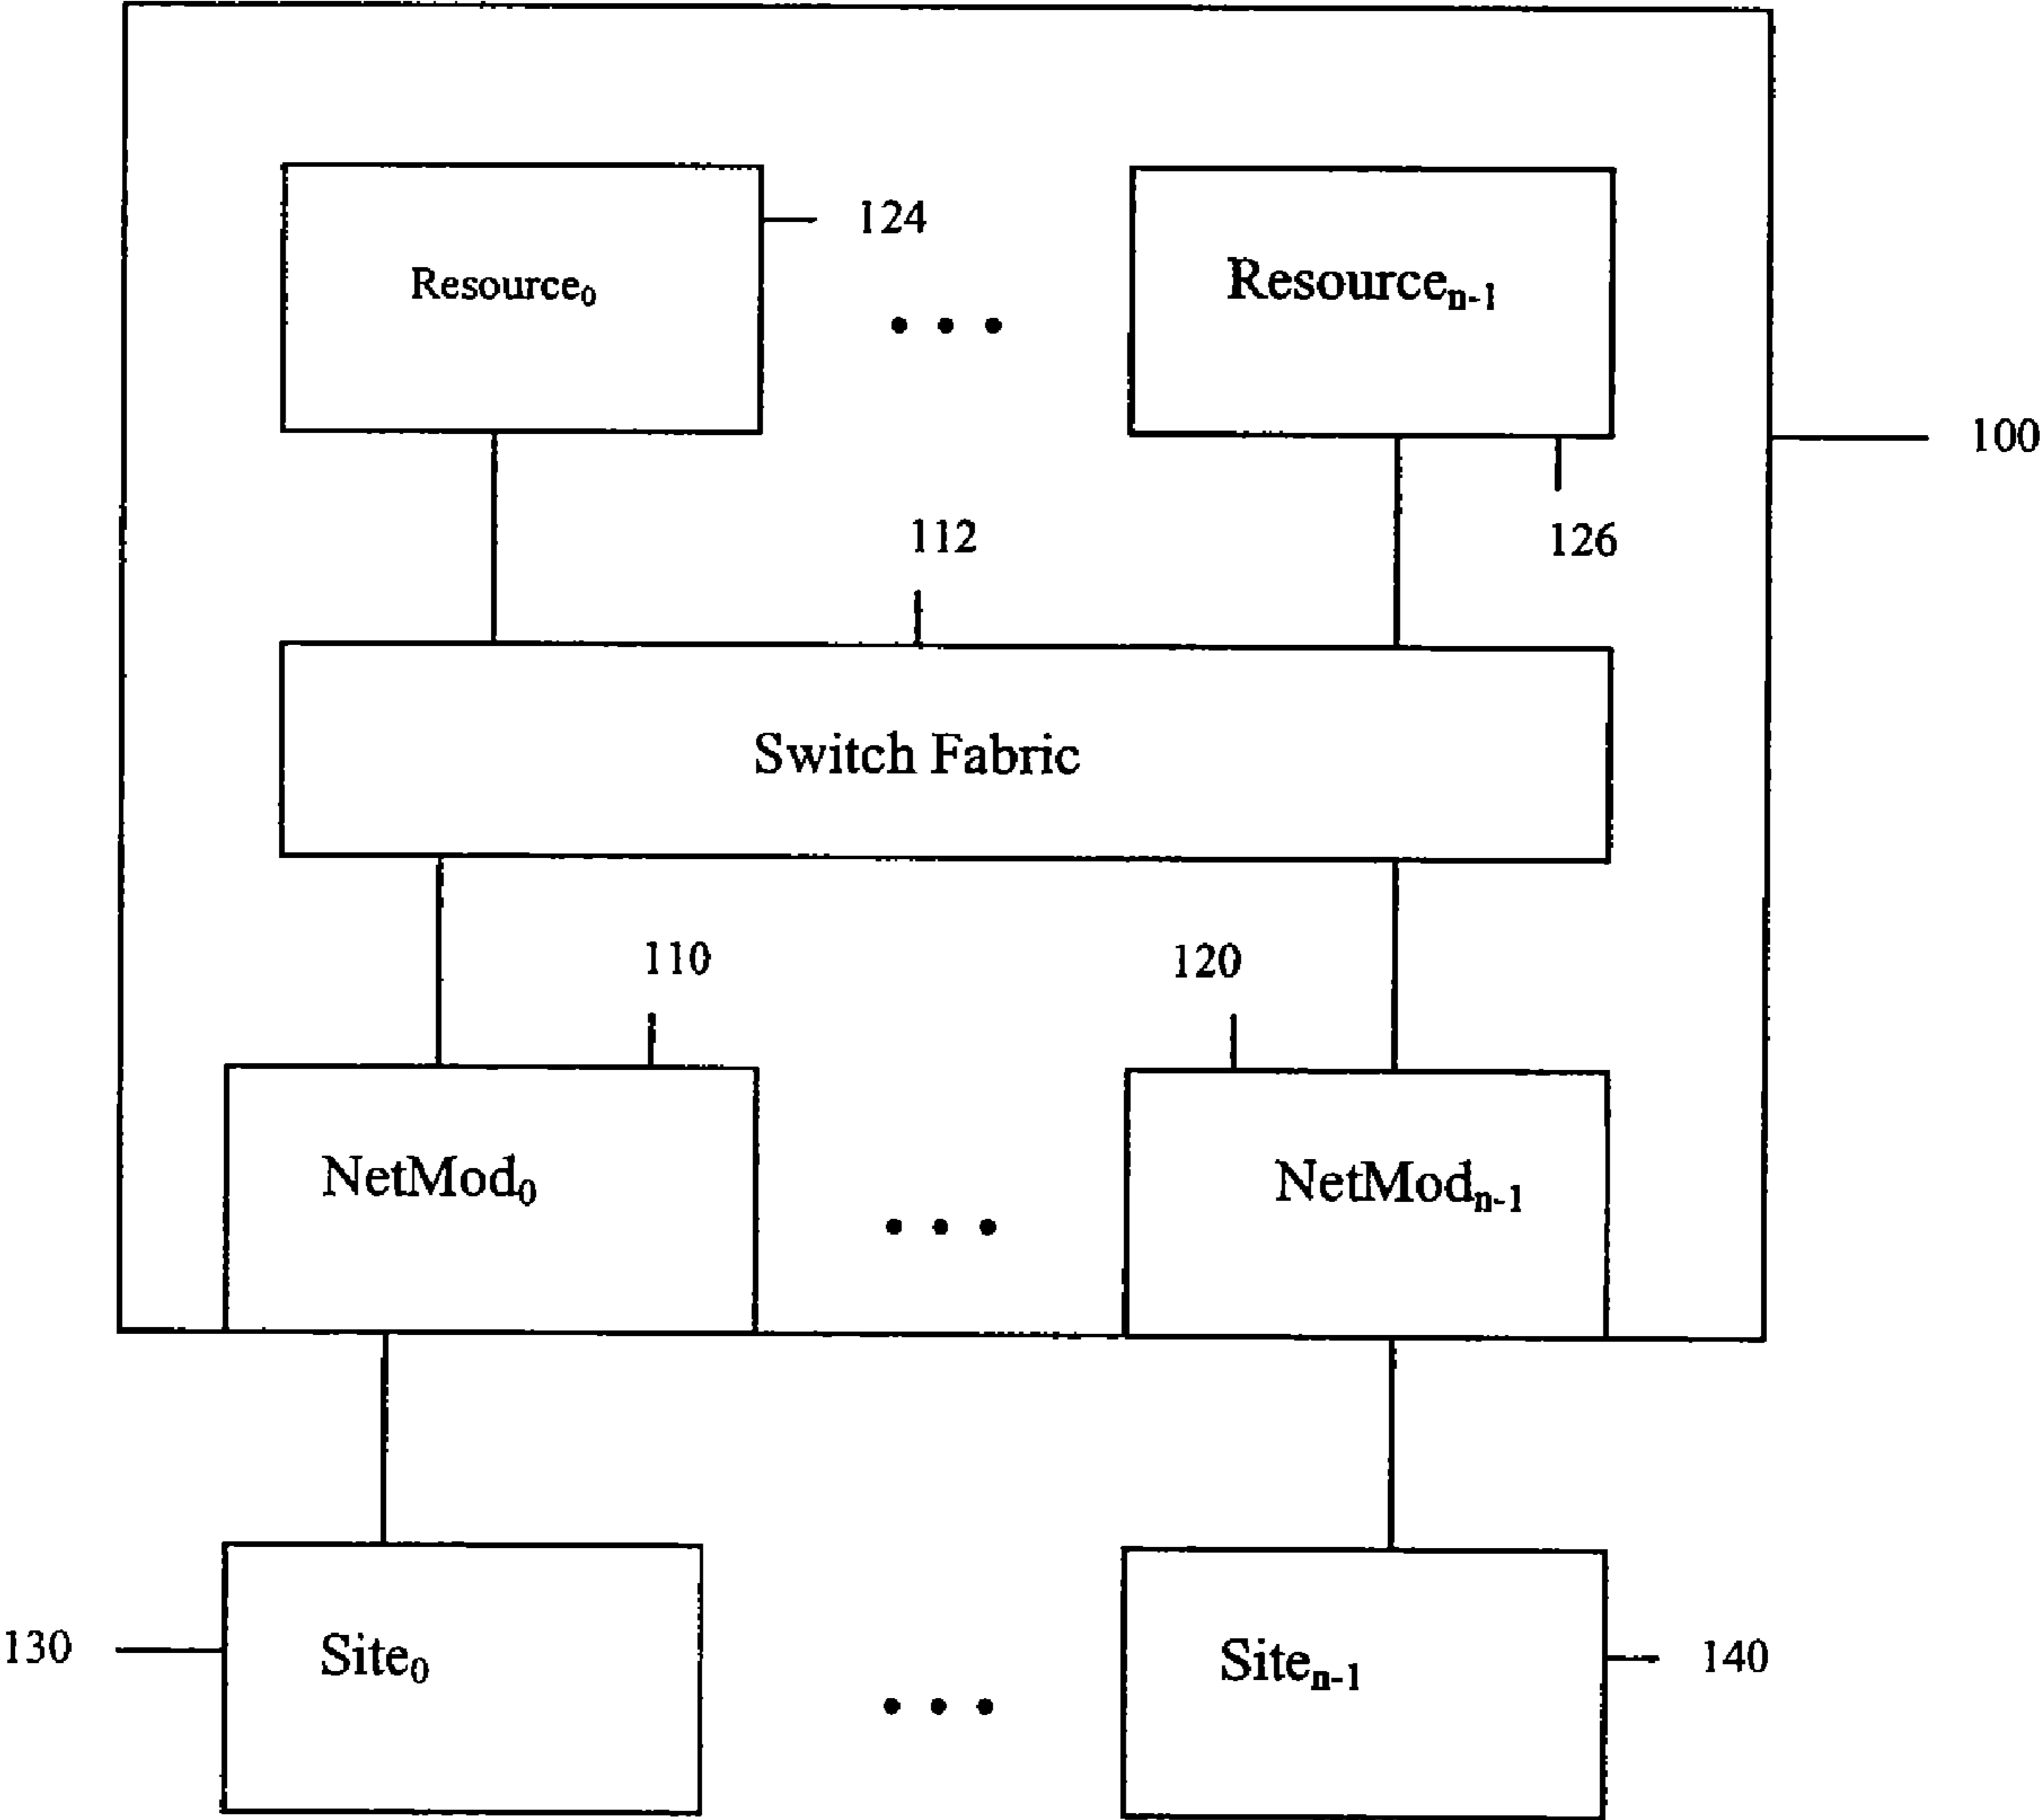 124
Resource₀
Resourceₙ₋₁
• • •
100
112
126
Switch Fabric
110
120
NetMod₀
NetModₙ₋₁
• • •
130
Site₀
Siteₙ₋₁
140
• • •